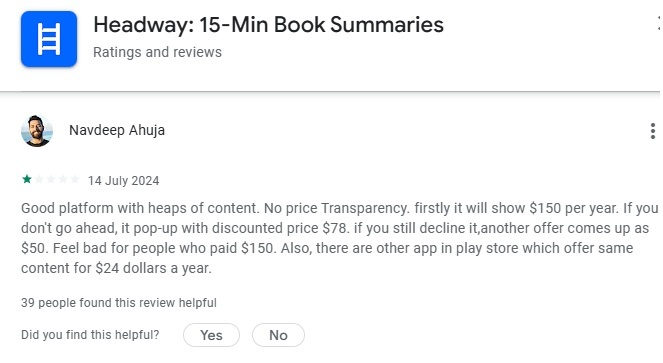 Headway: 15-Min Book Summaries
Ratings and reviews
Navdeep Ahuja
14 July 2024
Good platform with heaps of content. No price Transparency. firstly it will show $150 per year. If you
don't go ahead, it pop-up with discounted price $78. if you still decline it,another offer comes up as
$50. Feel bad for people who paid $150. Also, there are other app in play store which offer same
content for $24 dollars a year.
39 people found this review helpful
Did you find this helpful? Yes No